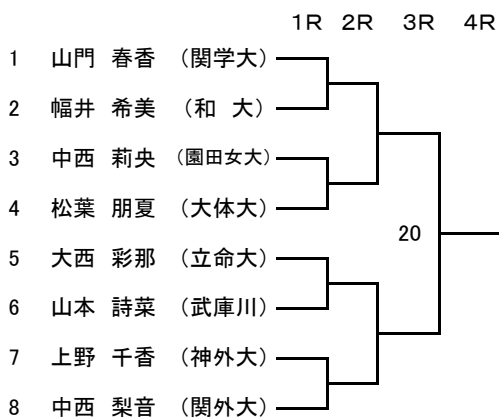 1R 2R 3R 4R
1 山門 春香 (関学大)
2 幅井 希美 (和 大)
3 中西 莉央 (園田女大)
4 松葉 朋夏 (大体大)
20
5 大西 彩那 (立命大)
6 山本 詩菜 (武庫川)
7 上野 千香 (神外大)
8 中西 梨音 (関外大)